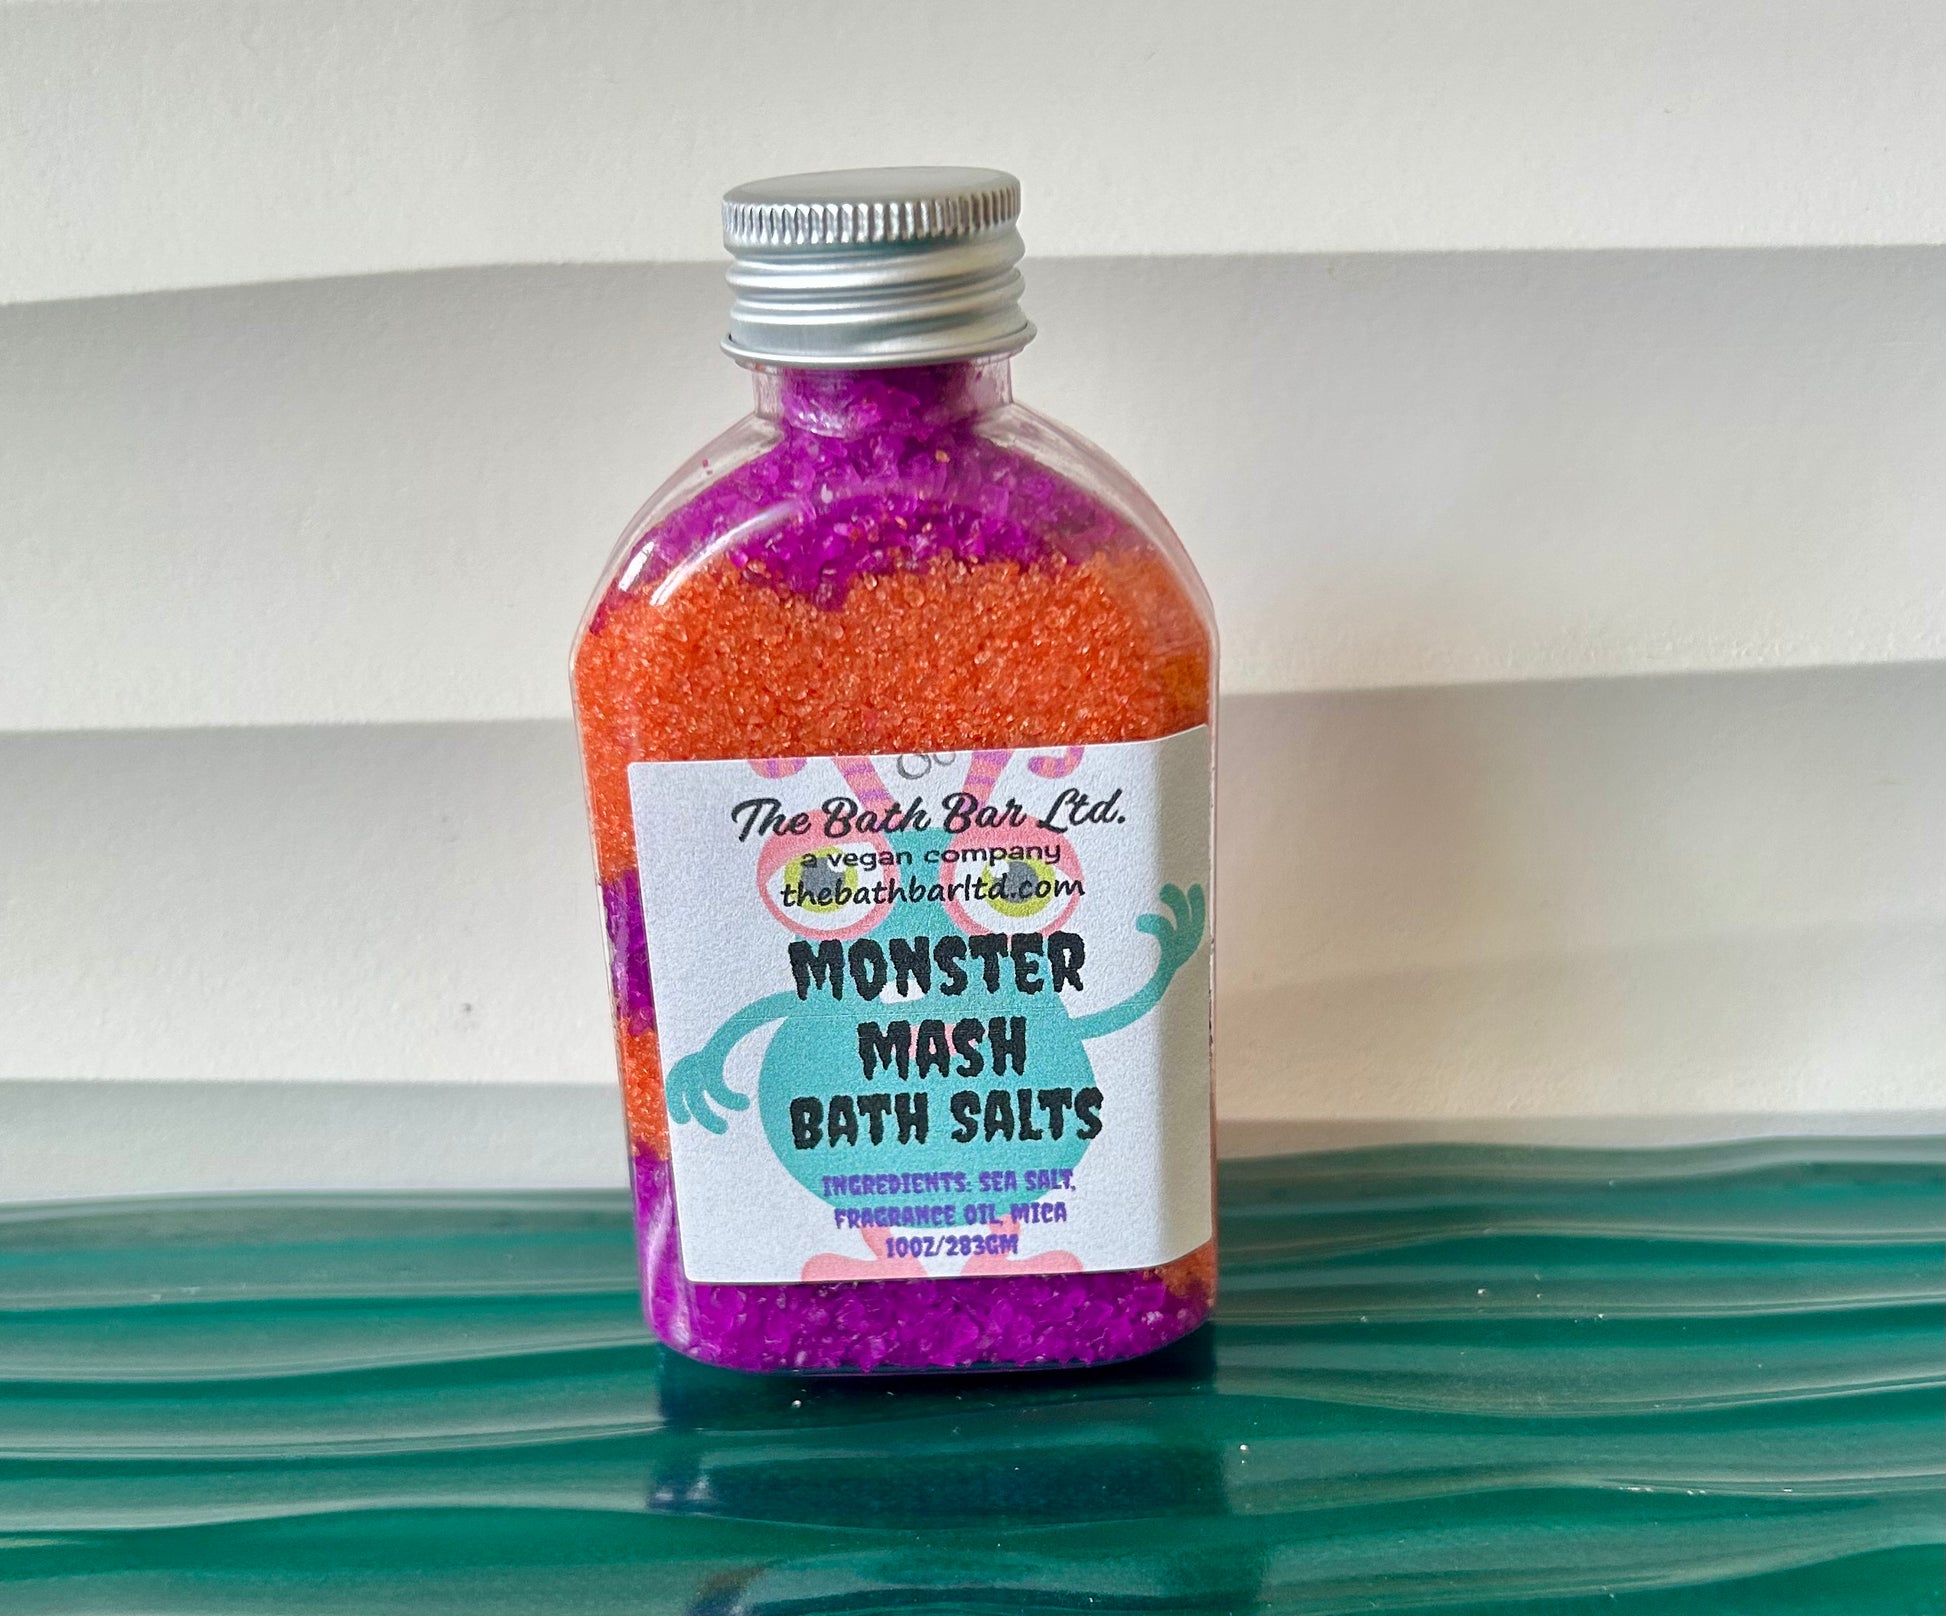 The Bath Bar Ltd.
a vegan company
thebathbarltd.com
MONSTER
MASH
BATH SALTS
INGREDIENTS: SEA SALT,
FRAGRANCE OIL, MICA
10OZ/283GM